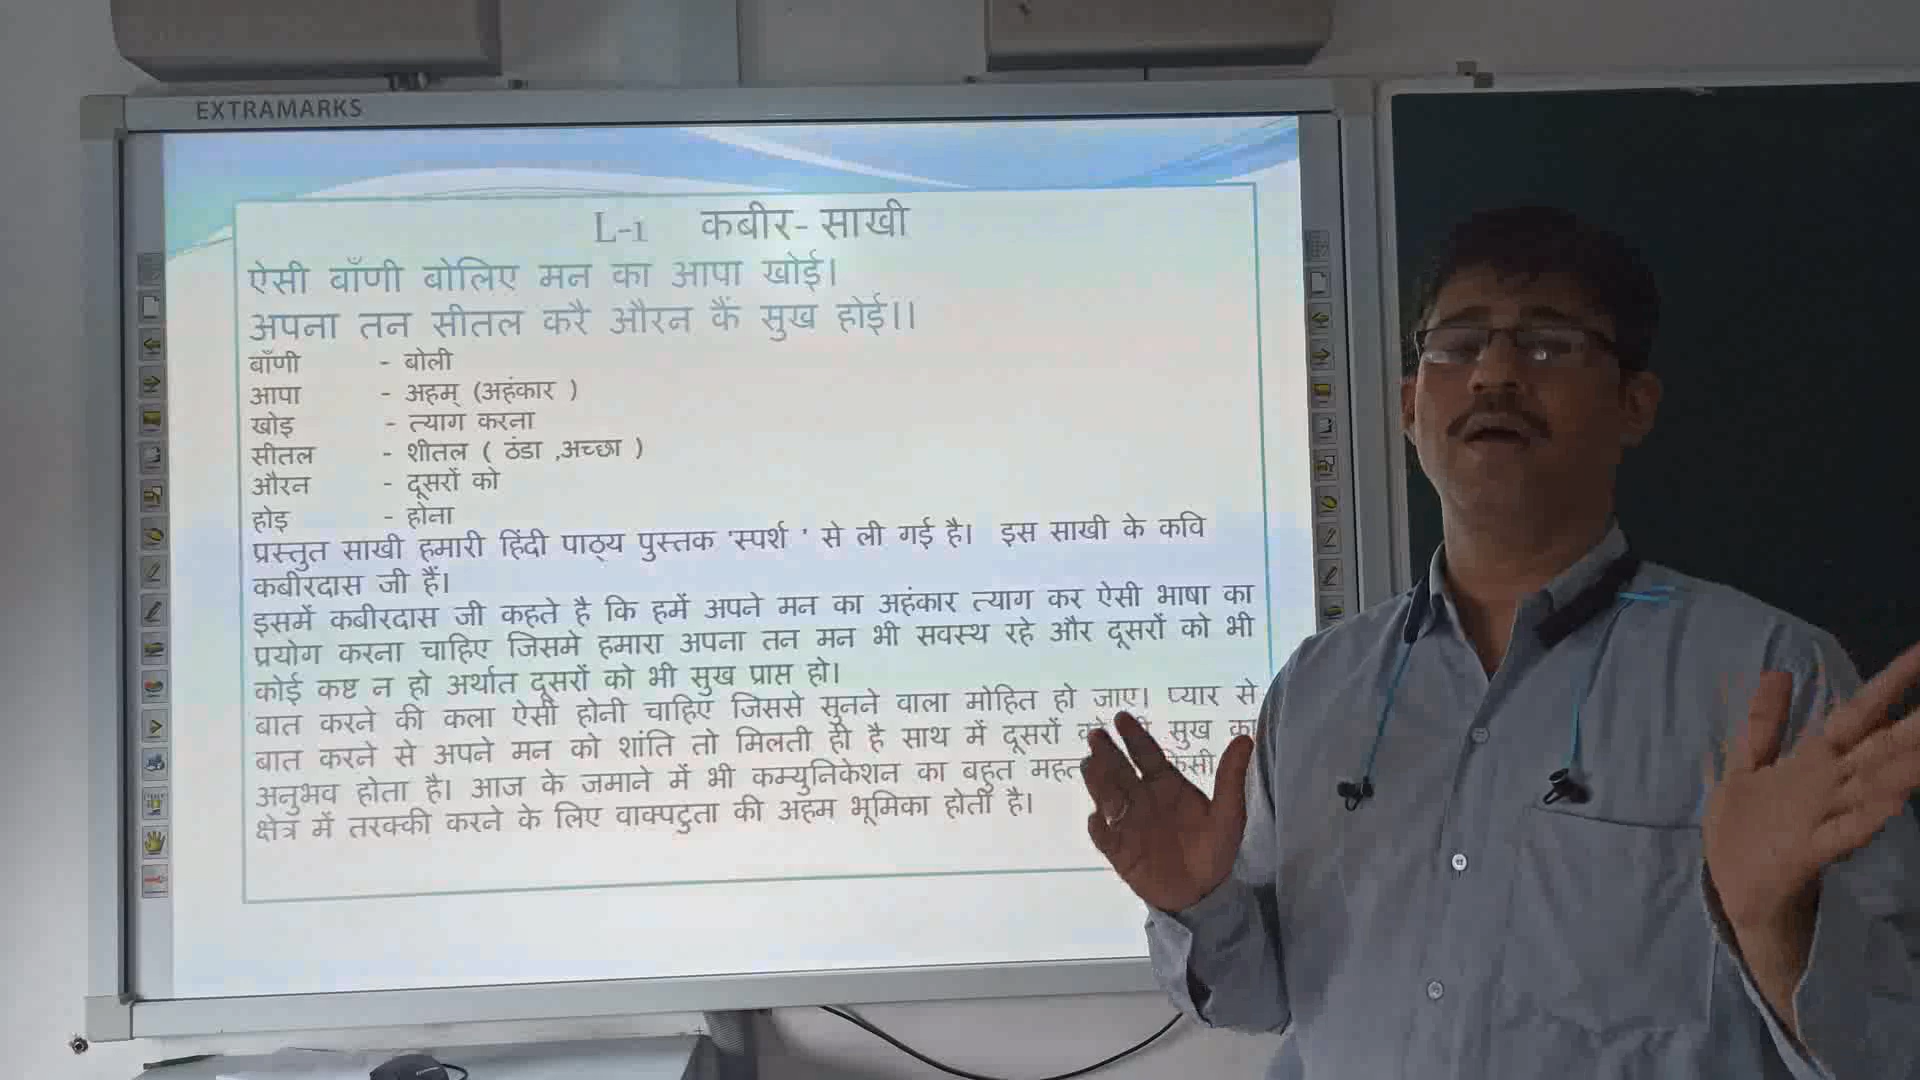 EXTRAMARKS
L-1 कबीर- साखी
ऐसी बाँणी बोलिए मन का आपा खोई।
अपना तन सीतल करै औरन कैं सुख होई।।
बाँणी - बोली
आपा - अहम् (अहंकार )
खोइ - त्याग करना
सीतल - शीतल ( ठंडा ,अच्छा )
औरन - दूसरों को
होइ - होना
प्रस्तुत साखी हमारी हिंदी पाठ्य पुस्तक 'स्पर्श ' से ली गई है। इस साखी के कवि
कबीरदास जी हैं।
इसमें कबीरदास जी कहते है कि हमें अपने मन का अहंकार त्याग कर ऐसी भाषा का
प्रयोग करना चाहिए जिसमे हमारा अपना तन मन भी सवस्थ रहे और दूसरों को भी
कोई कष्ट न हो अर्थात दूसरों को भी सुख प्राप्त हो।
बात करने की कला ऐसी होनी चाहिए जिससे सुनने वाला मोहित हो जाए। प्यार से
बात करने से अपने मन को शांति तो मिलती ही है साथ में दूसरों सुख का
अनुभव होता है। आज के जमाने में भी कम्युनिकेशन का बहुत
क्षेत्र में तरक्की करने के लिए वाक्पटुता की अहम भूमिका होती है।